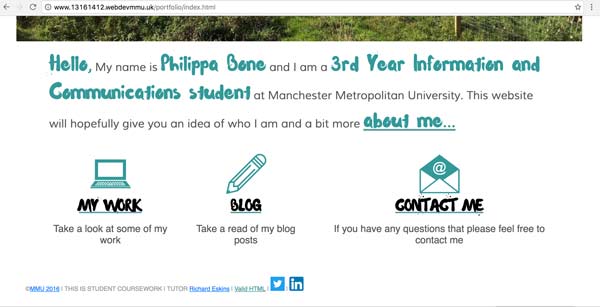 www.13161412.webdevmmu.uk/portfolio/index.html
Hello, My name is Philippa Bone and I am a 3rd Year Information and
Communications student at Manchester Metropolitan University. This website
will hopefully give you an idea of who I am and a bit more about me...
@
MY WORK
Take a look at some of my
work
BLOG
Take a read of my blog
posts
CONTACT ME
If you have any questions that please feel free to
contact me
©MMU 2016 | THIS IS STUDENT COURSEWORK | TUTOR Richard Eskins | Valid HTML | | in